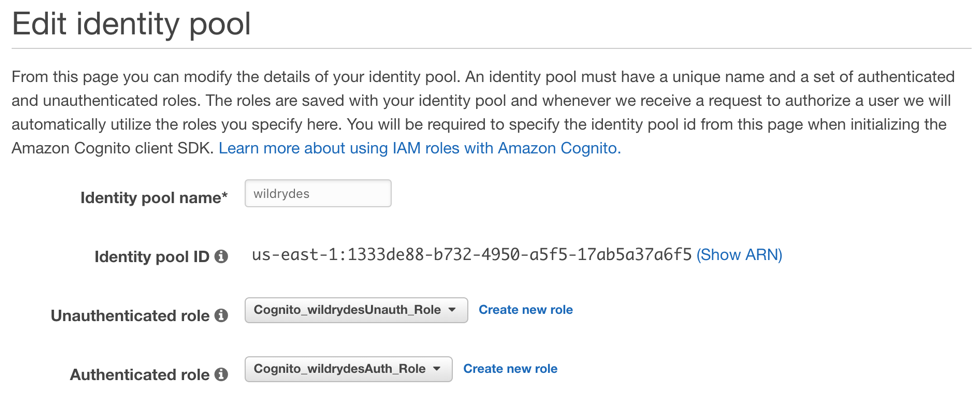 Edit identity pool
From this page you can modify the details of your identity pool. An identity pool must have a unique name and a set of authenticated
and unauthenticated roles. The roles are saved with your identity pool and whenever we receive a request to authorize a user we will
automatically utilize the roles you specify here. You will be required to specify the identity pool id from this page when initializing the
Amazon Cognito client SDK. Learn more about using IAM roles with Amazon Cognito.
Identity pool name* wildrydes
Identity pool ID us-east-1:1333de88-b732-4950-a5f5-17ab5a37a6f5 (Show ARN)
Unauthenticated role Cognito_wildrydesUnauth_Role Create new role
Authenticated role Cognito_wildrydesAuth_Role Create new role